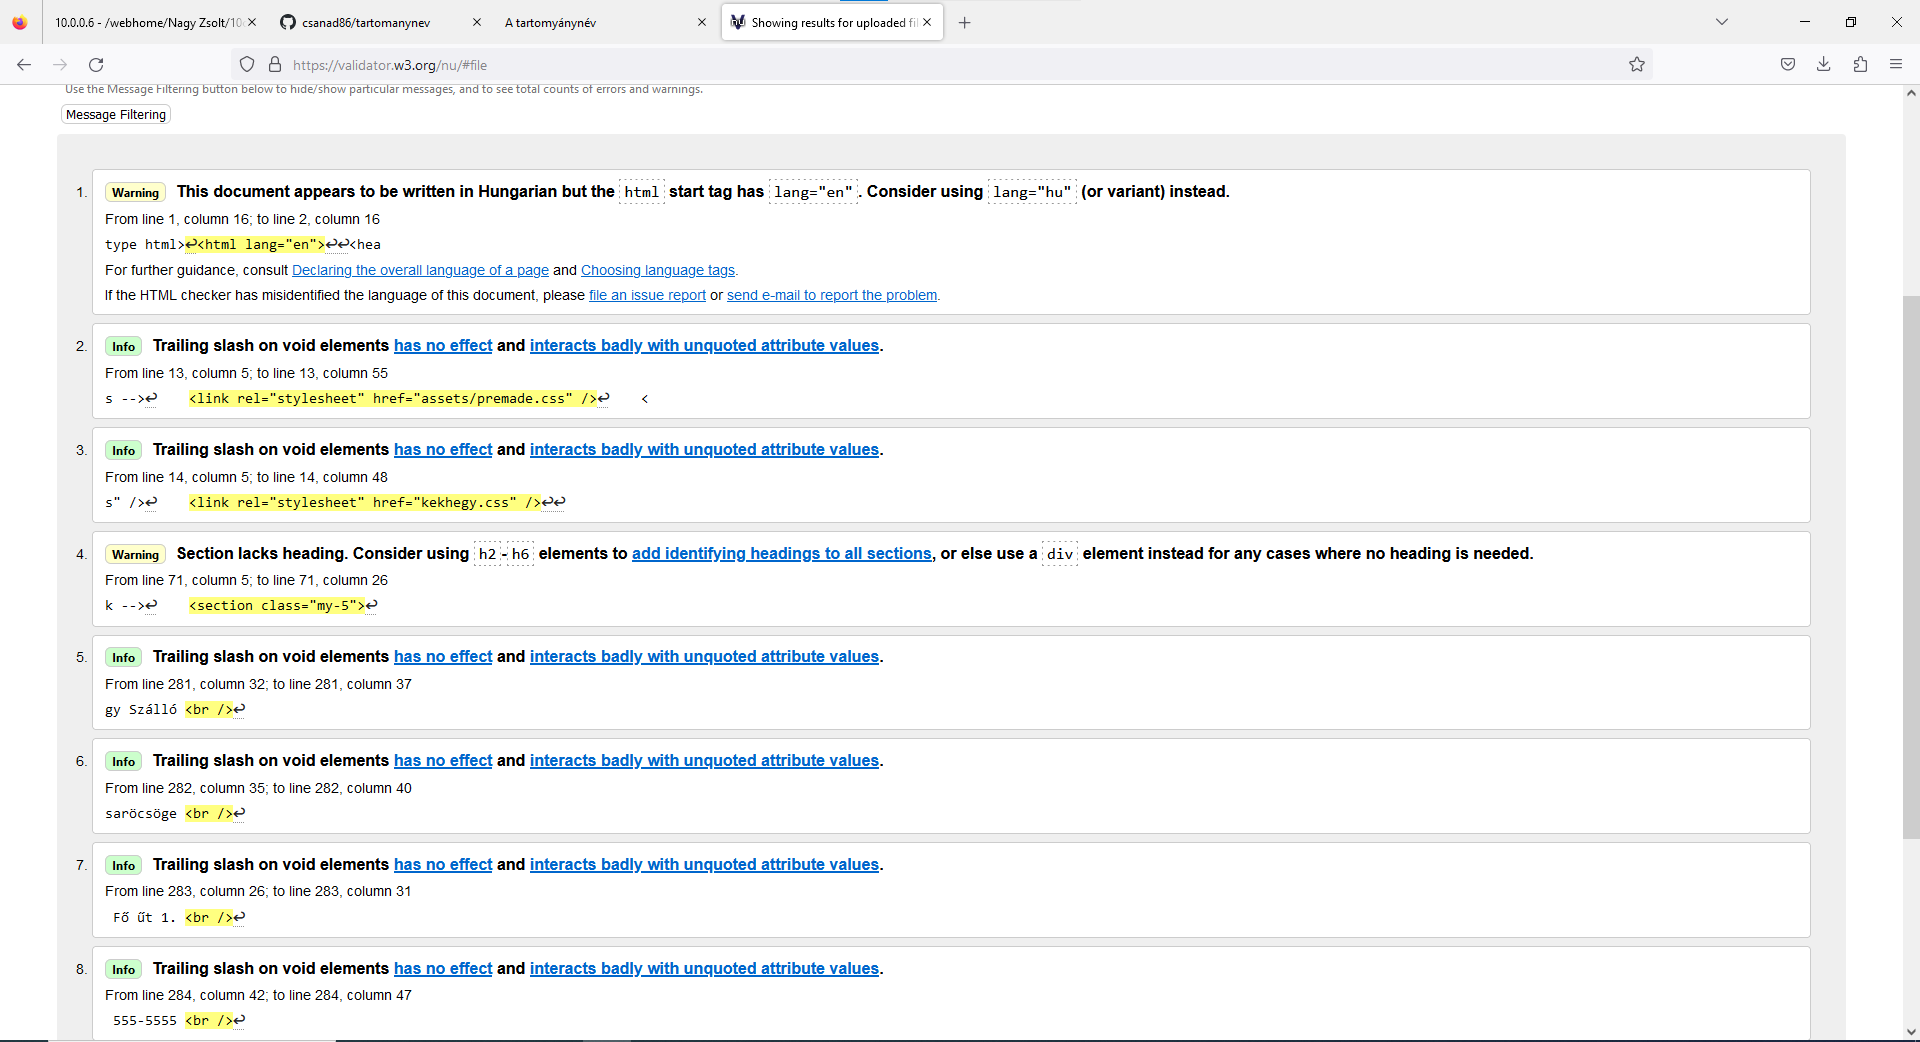 10.0.0.6 - /webhome/Nagy Zsolt/10
csanad86/tartomanynev
A tartománynév
Showing results for uploaded fi
https://validator.w3.org/nu/#file
Use the Message Filtering button below to hide/show particular messages, and to see total counts of errors and warnings.
Message Filtering
1. Warning This document appears to be written in Hungarian but the html start tag has lang="en". Consider using lang="hu" (or variant) instead.
From line 1, column 16; to line 2, column 16
type html>↩<html lang="en">↩↩<hea
For further guidance, consult Declaring the overall language of a page and Choosing language tags.
If the HTML checker has misidentified the language of this document, please file an issue report or send e-mail to report the problem.
2. Info Trailing slash on void elements has no effect and interacts badly with unquoted attribute values.
From line 13, column 5; to line 13, column 55
s -->↩ <link rel="stylesheet" href="assets/premade.css" />↩ <
3. Info Trailing slash on void elements has no effect and interacts badly with unquoted attribute values.
From line 14, column 5; to line 14, column 48
s" />↩ <link rel="stylesheet" href="kekhegy.css" />↩↩
4. Warning Section lacks heading. Consider using h2-h6 elements to add identifying headings to all sections, or else use a div element instead for any cases where no heading is needed.
From line 71, column 5; to line 71, column 26
k -->↩ <section class="my-5">↩
5. Info Trailing slash on void elements has no effect and interacts badly with unquoted attribute values.
From line 281, column 32; to line 281, column 37
gy Szálló <br />↩
6. Info Trailing slash on void elements has no effect and interacts badly with unquoted attribute values.
From line 282, column 35; to line 282, column 40
saröcsöge <br />↩
7. Info Trailing slash on void elements has no effect and interacts badly with unquoted attribute values.
From line 283, column 26; to line 283, column 31
Fő űt 1. <br />↩
8. Info Trailing slash on void elements has no effect and interacts badly with unquoted attribute values.
From line 284, column 42; to line 284, column 47
555-5555 <br />↩